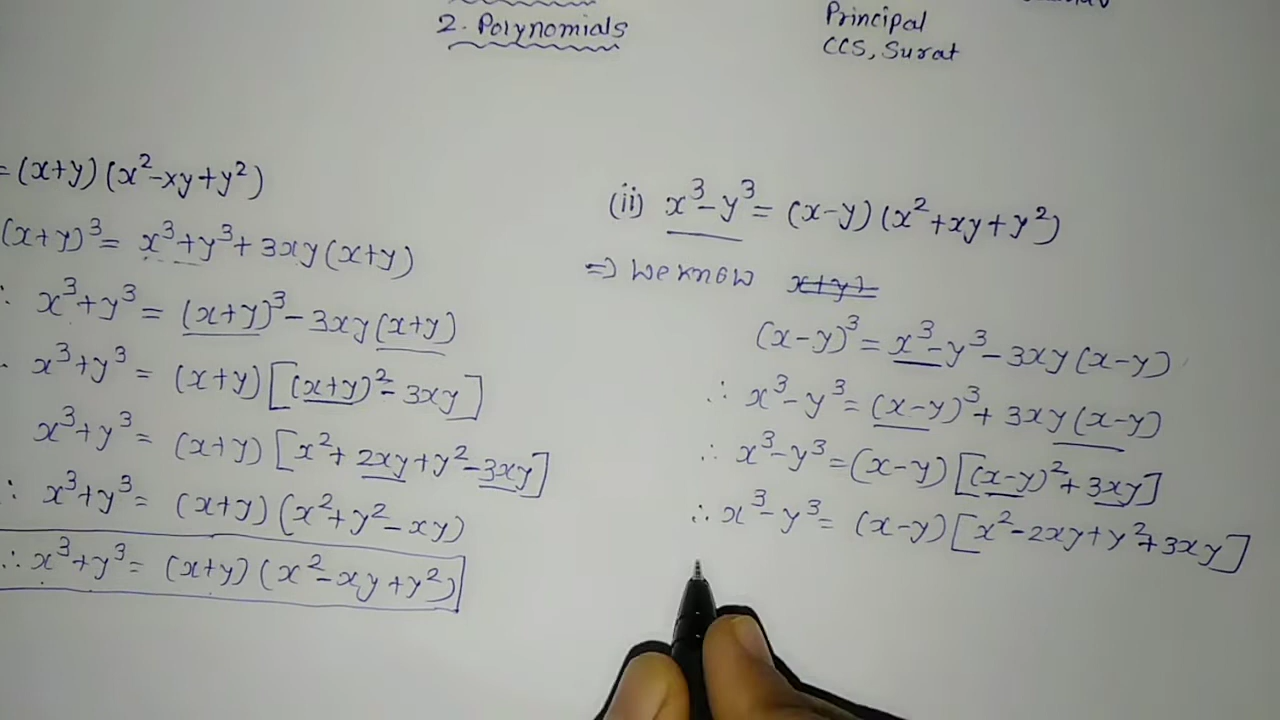 2. Polynomials
Principal
CCS, Surat
= (x+y) (x²-xy+y²)
(x+y)³ = x³+y³+3xy(x+y)
∴ x³+y³ = (x+y)³-3xy(x+y)
∴ x³+y³ = (x+y)[(x+y)²-3xy]
x³+y³ = (x+y)[x²+2xy+y²-3xy]
∴ x³+y³ = (x+y)(x²+y²-xy)
∴ x³+y³ = (x+y)(x²-xy+y²)
(ii) x³-y³ = (x-y)(x²+xy+y²)
=> We know
(x-y)³ = x³-y³-3xy(x-y)
∴ x³-y³ = (x-y)³+3xy(x-y)
∴ x³-y³ = (x-y)[(x-y)²+3xy]
∴ x³-y³ = (x-y)[x²-2xy+y²+3xy]